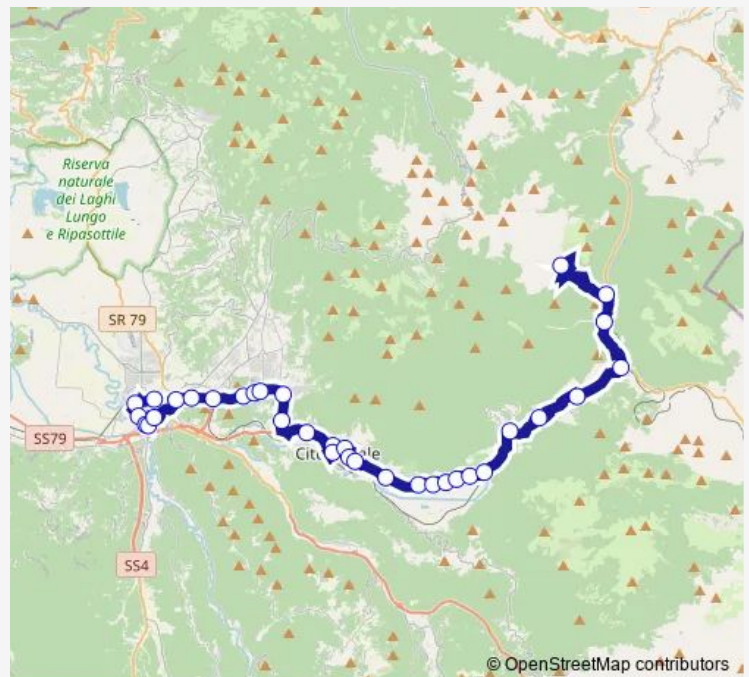 Riserva
naturale
dei Laghi
Lungo
e Ripasottile
SR 79
SS79
SS4
© OpenStreetMap contributors